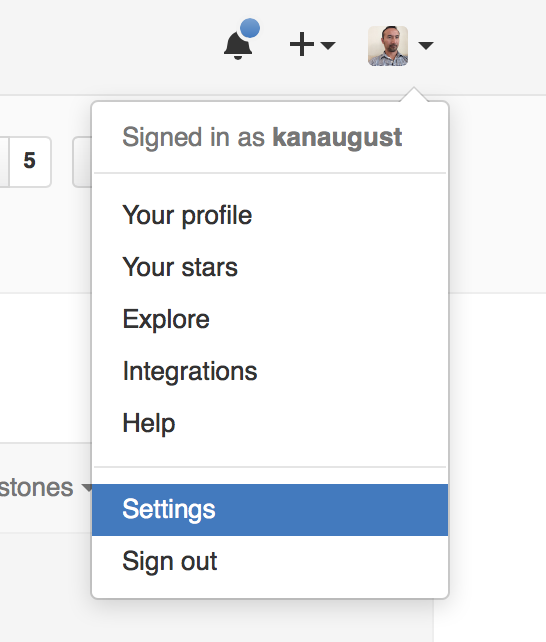 5
Signed in as kanaugust
Your profile
Your stars
Explore
Integrations
Help
stones
Settings
Sign out